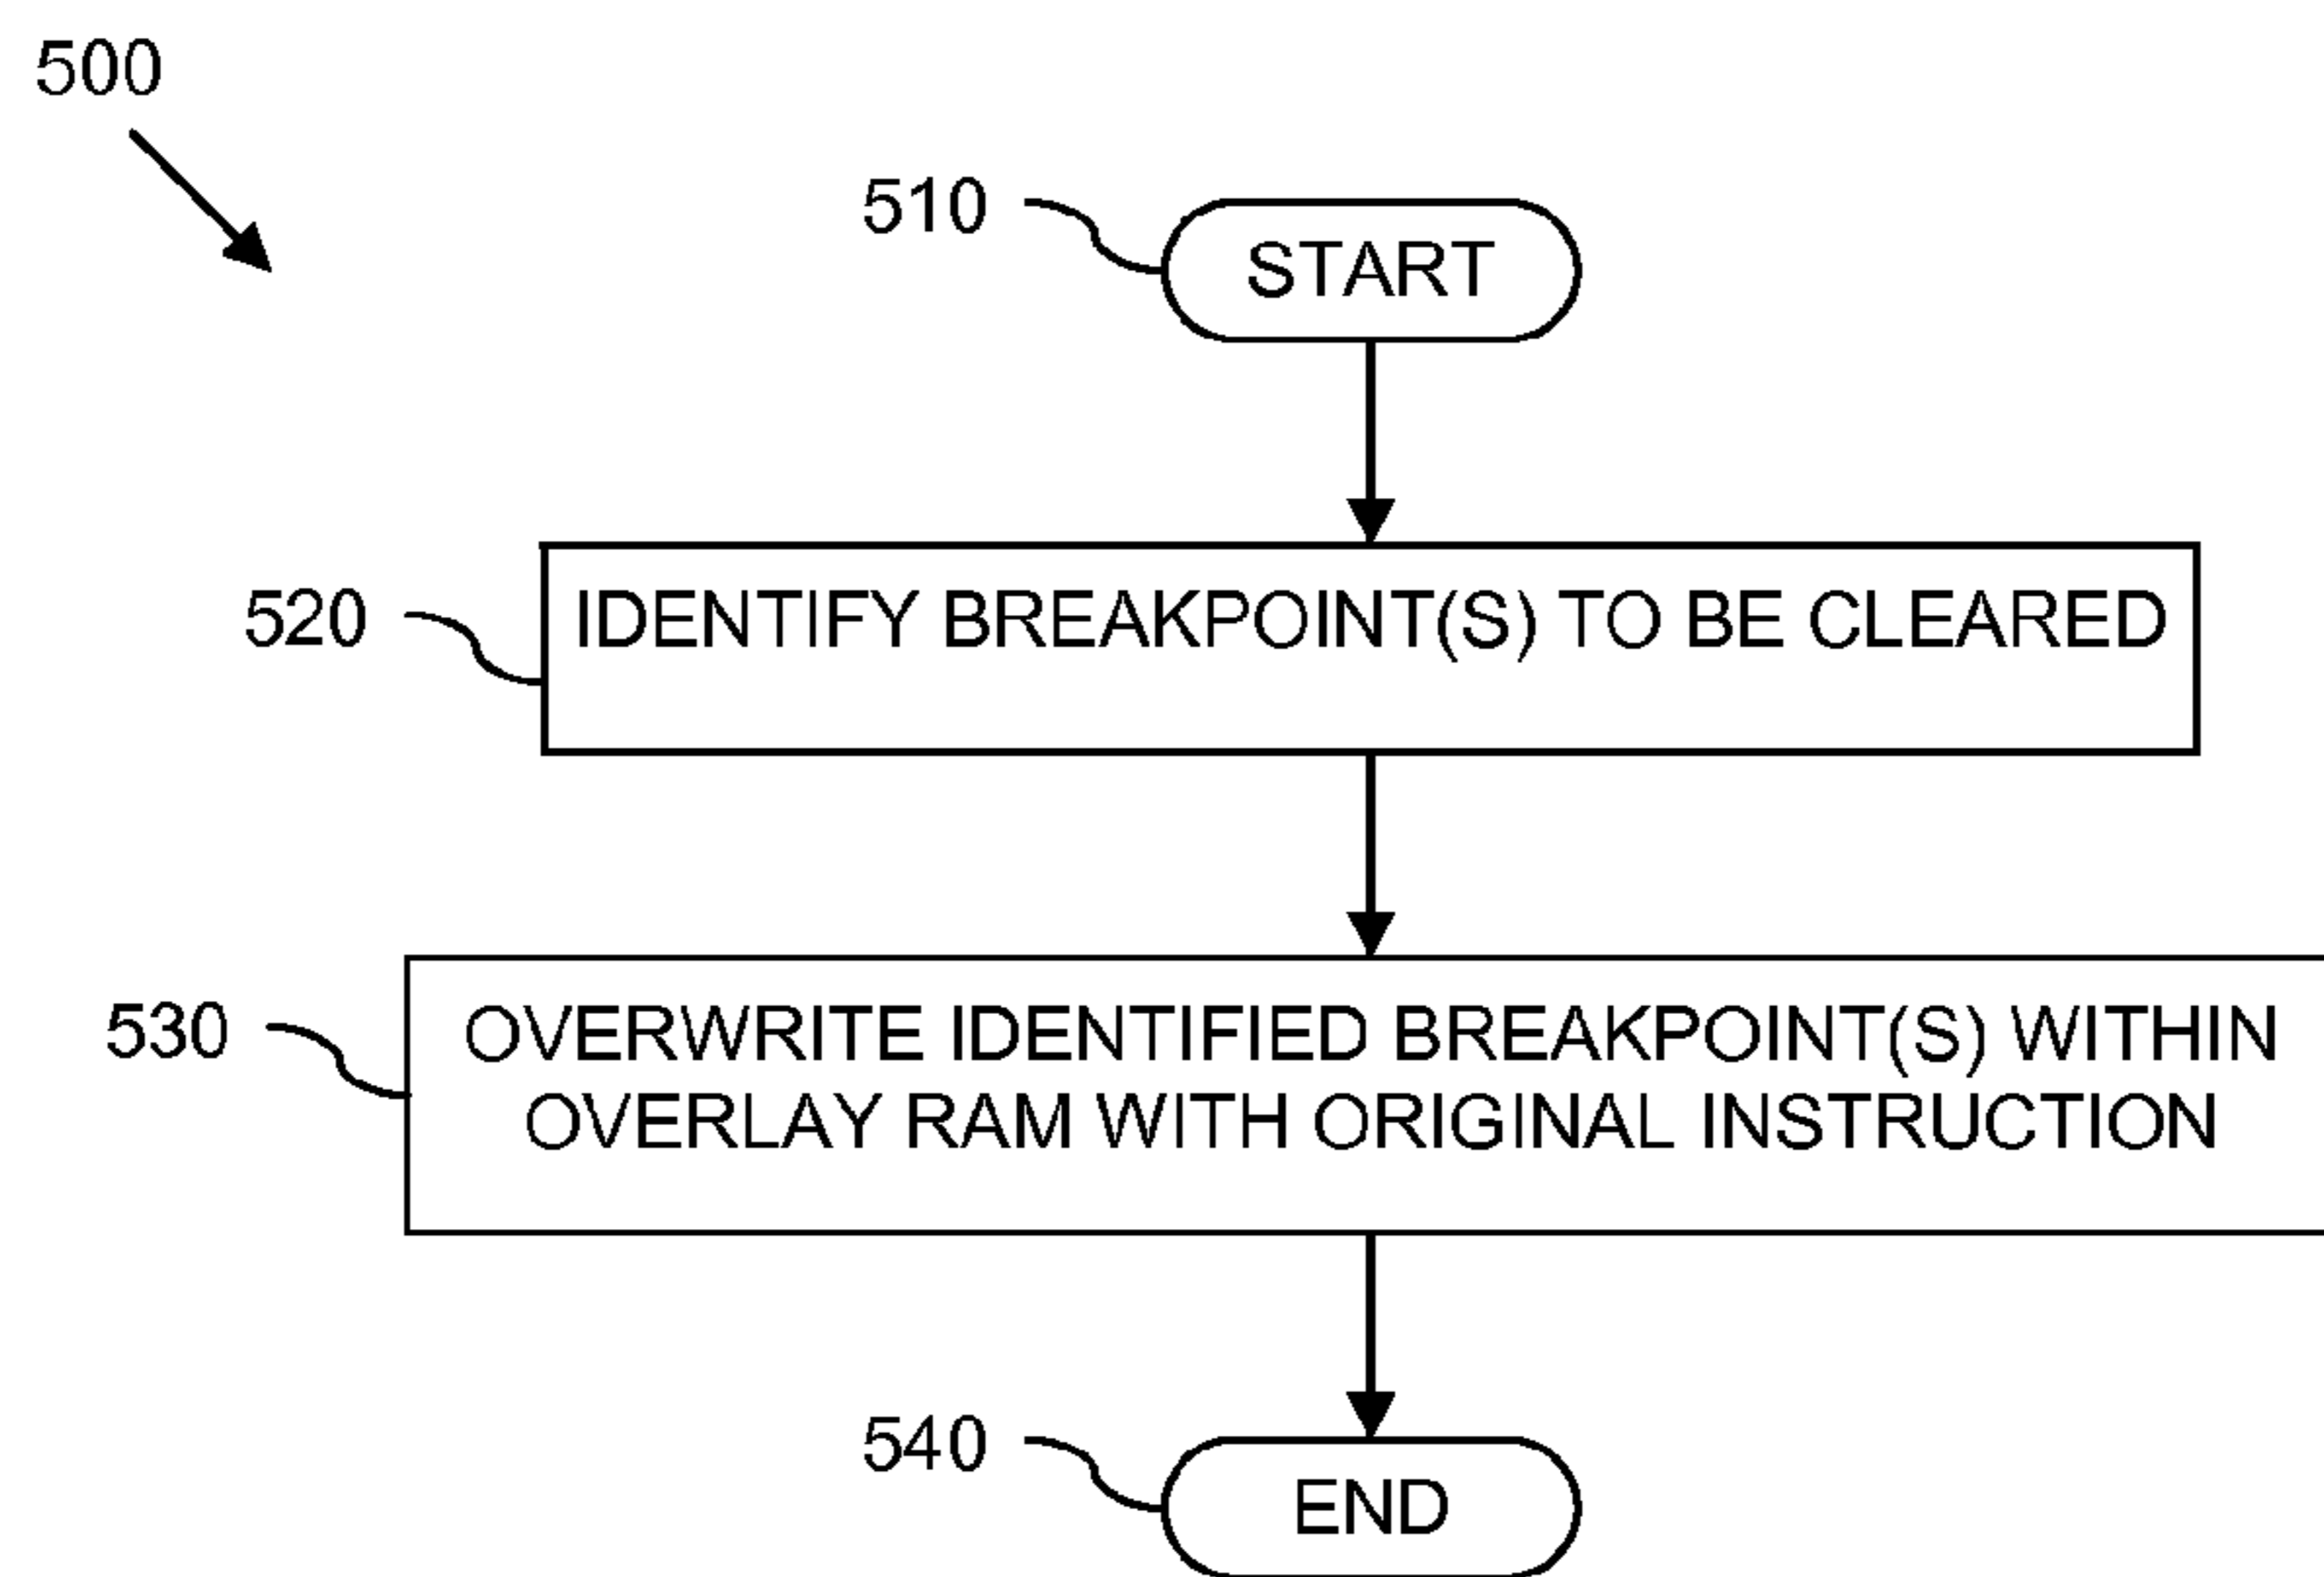 500
510
START
520
IDENTIFY BREAKPOINT(S) TO BE CLEARED
530
OVERWRITE IDENTIFIED BREAKPOINT(S) WITHIN
OVERLAY RAM WITH ORIGINAL INSTRUCTION
540
END